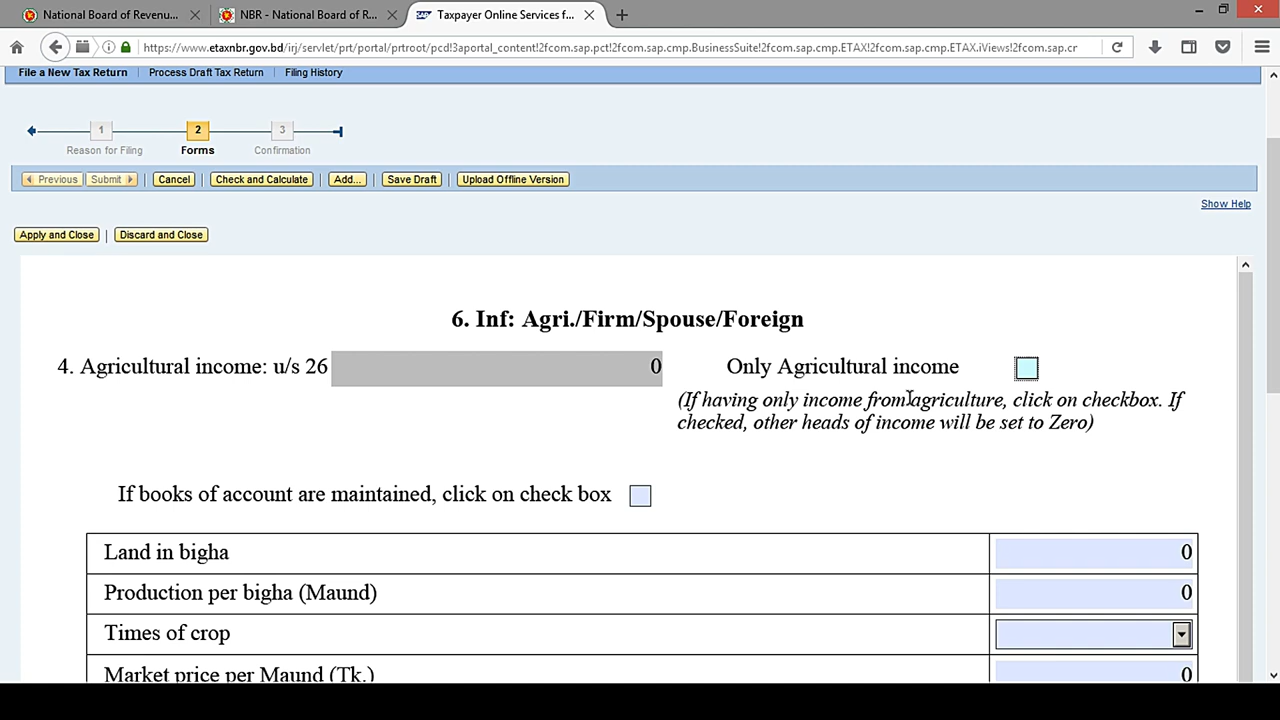 National Board of Revenu...
NBR - National Board of R...
Taxpayer Online Services f...
https://www.etaxnbr.gov.bd/irj/servlet/prt/portal/prtroot/pcd!3aportal_content!2fcom.sap.pct!2fcom.sap.cmp.BusinessSuite!2fcom.sap.cmp.ETAX!2fcom.sap.cmp.ETAX.iViews!2fcom.sap.cr
File a New Tax Return | Process Draft Tax Return | Filing History
1 2 3
Reason for Filing Forms Confirmation
Previous Submit | Cancel | Check and Calculate | Add... | Save Draft | Upload Offline Version
Show Help
Apply and Close | Discard and Close
6. Inf: Agri./Firm/Spouse/Foreign
4. Agricultural income: u/s 26 0 Only Agricultural income
(If having only income from agriculture, click on checkbox. If
checked, other heads of income will be set to Zero)
If books of account are maintained, click on check box
Land in bigha 0
Production per bigha (Maund) 0
Times of crop
Market price per Maund (Tk.) 0